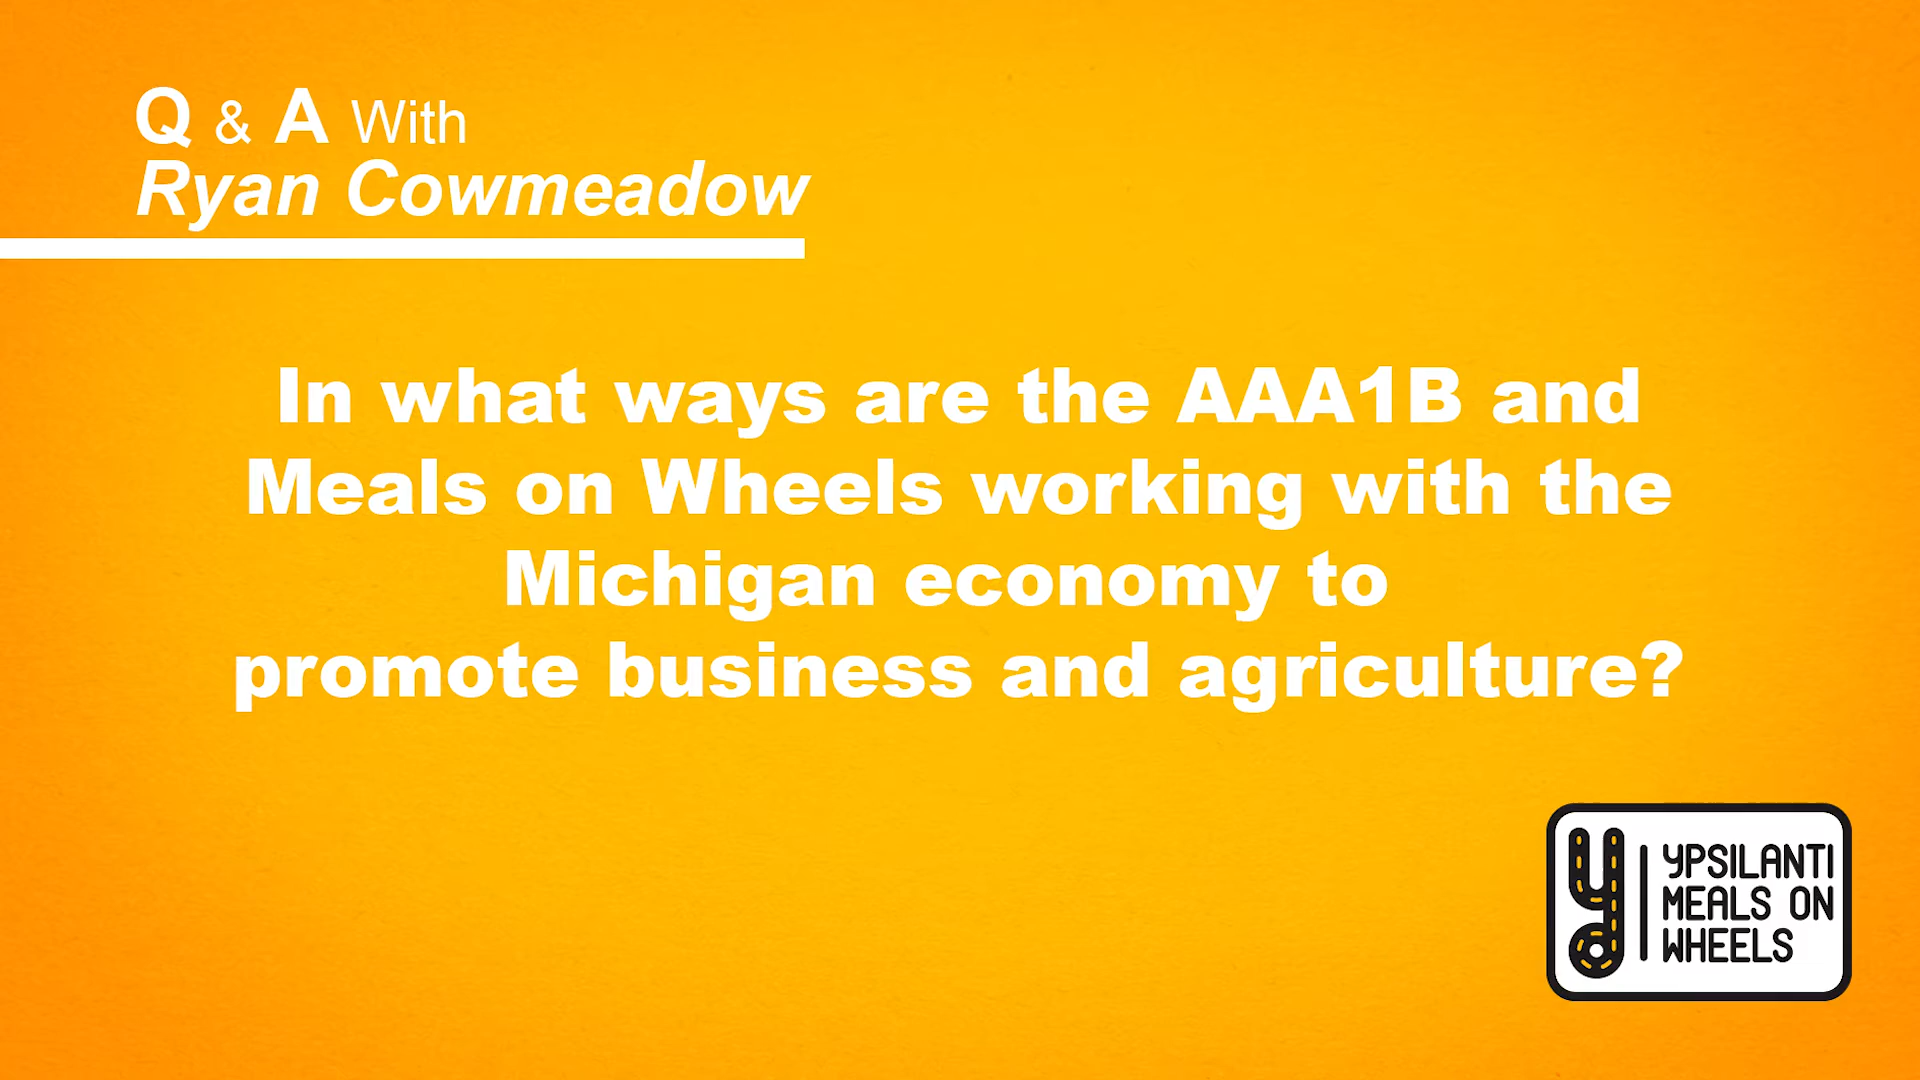 Q & A With
Ryan Cowmeadow
In what ways are the AAA1B and
Meals on Wheels working with the
Michigan economy to
promote business and agriculture?
YPSILANTI
MEALS ON
WHEELS